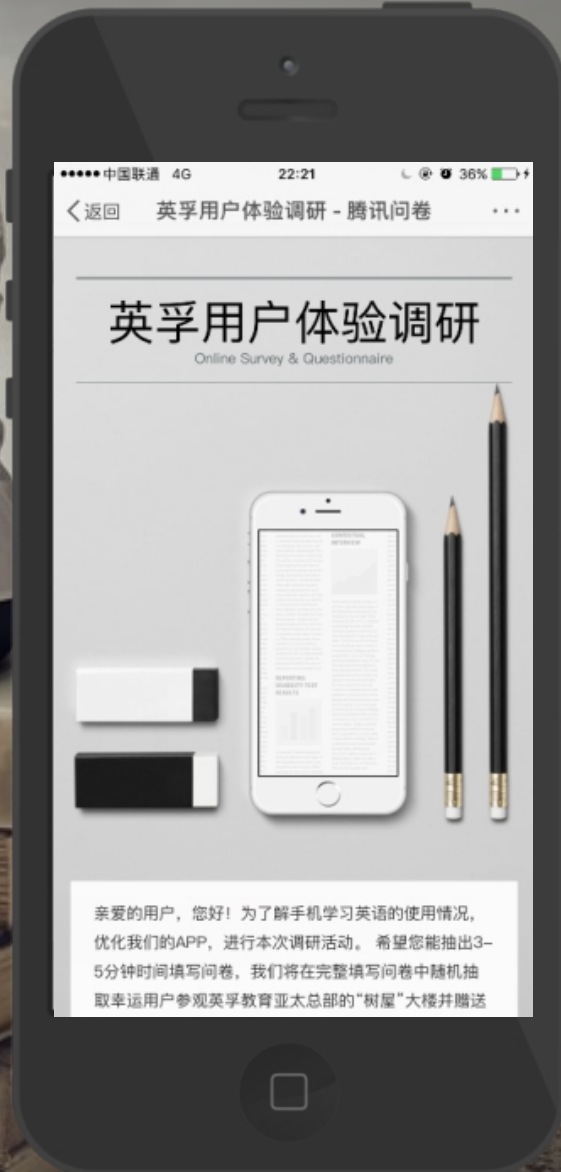 中国联通 4G 22:21 36%
返回 英孚用户体验调研 - 腾讯问卷 ···
英孚用户体验调研
Online Survey & Questionnaire
亲爱的用户，您好！为了解手机学习英语的使用情况，
优化我们的APP，进行本次调研活动。 希望您能抽出3-
5分钟时间填写问卷，我们将在完整填写问卷中随机抽
取幸运用户参观英孚教育亚太总部的“树屋”大楼并赠送